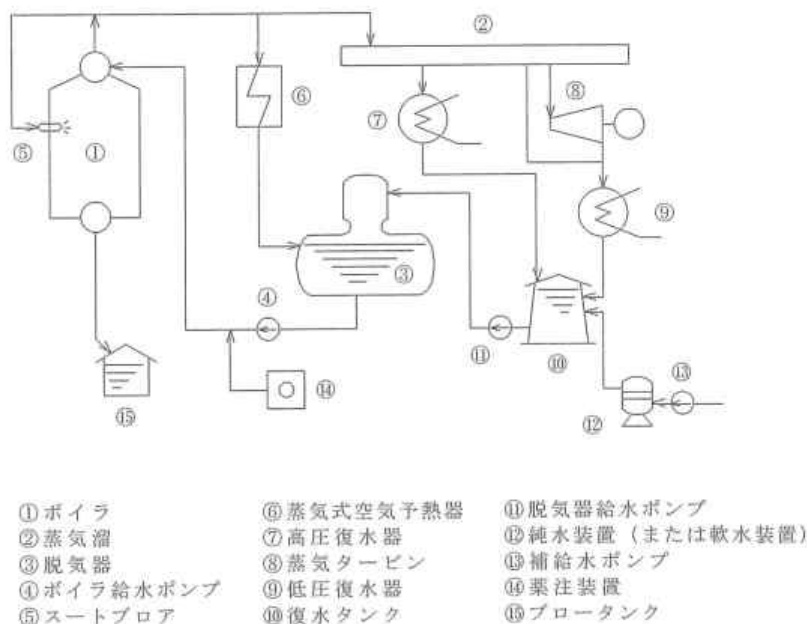 ②
⑧
⑥
⑦
⑤
①
⑨
③
④
⑪
⑩
⑬
⑭
⑫
⑮
①ボイラ
②蒸気溜
③脱気器
④ボイラ給水ポンプ
⑤スートブロア
⑥蒸気式空気予熱器
⑦高圧復水器
⑧蒸気タービン
⑨低圧復水器
⑩復水タンク
⑪脱気器給水ポンプ
⑫純水装置（または軟水装置）
⑬補給水ポンプ
⑭薬注装置
⑮ブロータンク